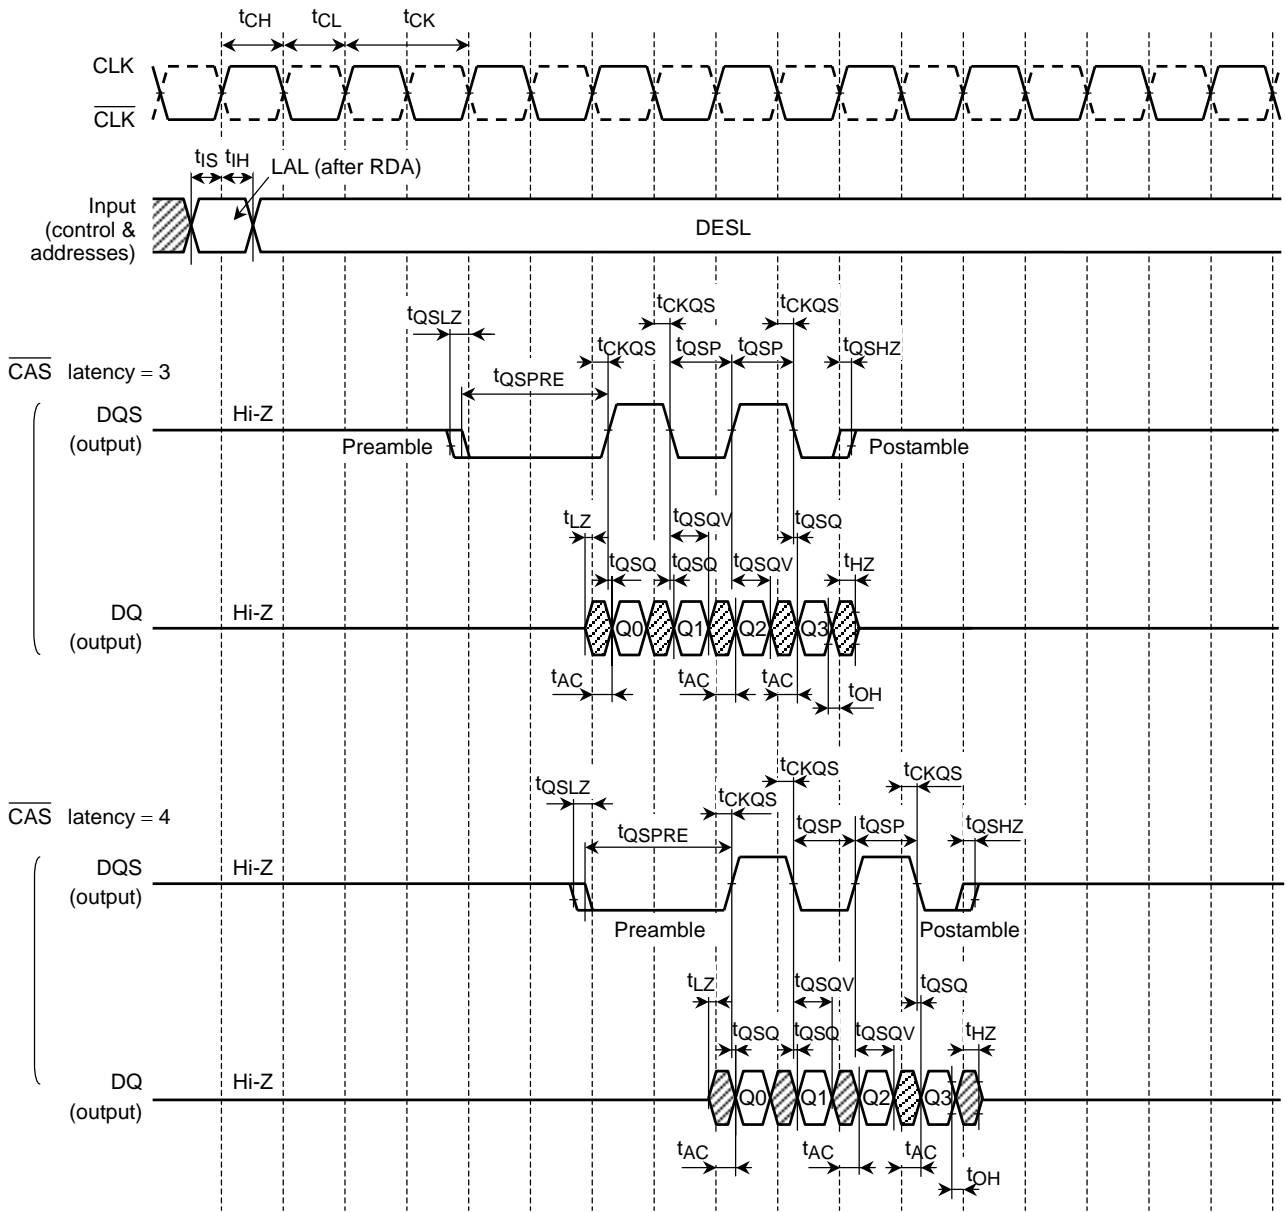 tCH tCL tCK
CLK
CLK
tIS tIH LAL (after RDA)
Input
(control &
addresses)
DESL
tCKQS tCKQS
tQSLZ
tCKQS tQSP tQSP tQSHZ
CAS latency = 3
tQSPRE
DQS
(output)
Hi-Z
Preamble
Postamble
tLZ tQSQV tQSQ
tQSQ tQSQ tQSQV tHZ
DQ
(output)
Hi-Z
Q0 Q1 Q2 Q3
tAC tAC tAC
tOH
tCKQS tCKQS
tQSLZ
tCKQS
CAS latency = 4
tQSPRE tQSP tQSP tQSHZ
DQS
(output)
Hi-Z
Preamble
Postamble
tLZ tQSQV tQSQ
tQSQ tQSQ tQSQV tHZ
DQ
(output)
Hi-Z
Q0 Q1 Q2 Q3
tAC tAC tAC
tOH